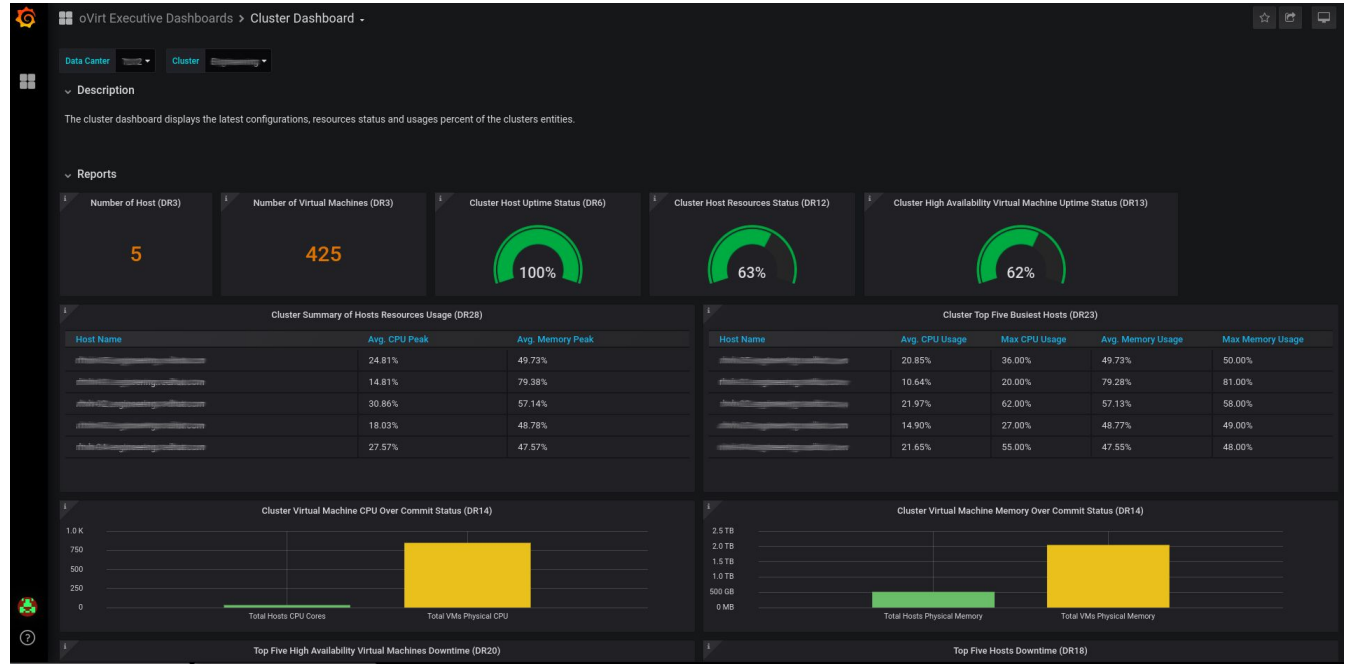 oVirt Executive Dashboards > Cluster Dashboard
Data Canter Cluster
Description
The cluster dashboard displays the latest configurations, resources status and usages percent of the clusters entities.
Reports
Number of Host (DR3)
5
Number of Virtual Machines (DR3)
425
Cluster Host Uptime Status (DR6)
100%
Cluster Host Resources Status (DR12)
63%
Cluster High Availability Virtual Machine Uptime Status (DR13)
62%
Cluster Summary of Hosts Resources Usage (DR28)
Host Name Avg. CPU Peak Avg. Memory Peak
24.81% 49.73%
14.81% 79.38%
30.86% 57.14%
18.03% 48.78%
27.57% 47.57%
Cluster Top Five Busiest Hosts (DR23)
Host Name Avg. CPU Usage Max CPU Usage Avg. Memory Usage Max Memory Usage
20.85% 36.00% 49.73% 50.00%
10.64% 20.00% 79.28% 81.00%
21.97% 62.00% 57.13% 58.00%
14.90% 27.00% 48.77% 49.00%
21.65% 55.00% 47.55% 48.00%
Cluster Virtual Machine CPU Over Commit Status (DR14)
1.0 K
750
500
250
0
Total Hosts CPU Cores Total VMs Physical CPU
Cluster Virtual Machine Memory Over Commit Status (DR14)
2.5 TB
2.0 TB
1.5 TB
1.0 TB
500 GB
0 MB
Total Hosts Physical Memory Total VMs Physical Memory
Top Five High Availability Virtual Machines Downtime (DR20)
Top Five Hosts Downtime (DR18)